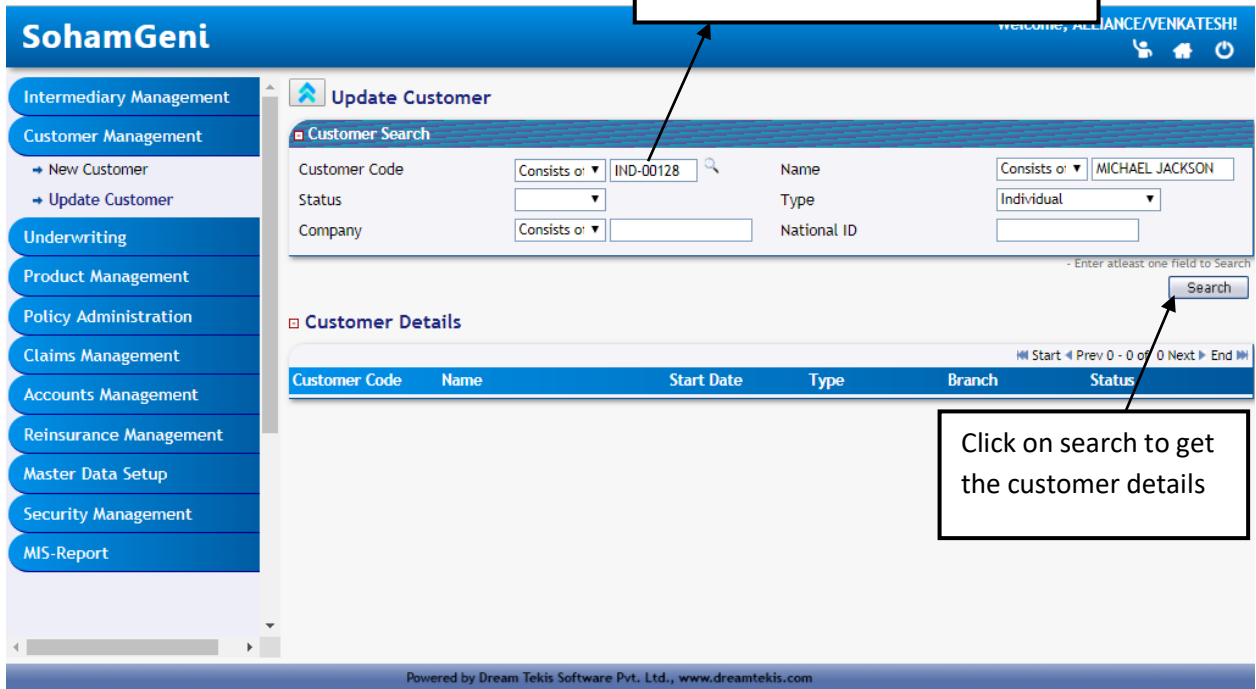 SohamGeni
Welcome, ALLIANCE/VENKATESH!
Intermediary Management
Customer Management
New Customer
Update Customer
Underwriting
Product Management
Policy Administration
Claims Management
Accounts Management
Reinsurance Management
Master Data Setup
Security Management
MIS-Report
Update Customer
Customer Search
Customer Code Consists of IND-00128 Name Consists of MICHAEL JACKSON
Status Type Individual
Company Consists of National ID
- Enter atleast one field to Search
Search
Customer Details
Start Prev 0 - 0 of 0 Next End
Customer Code Name Start Date Type Branch Status
Click on search to get
the customer details
Powered by Dream Tekis Software Pvt. Ltd., www.dreamtekis.com